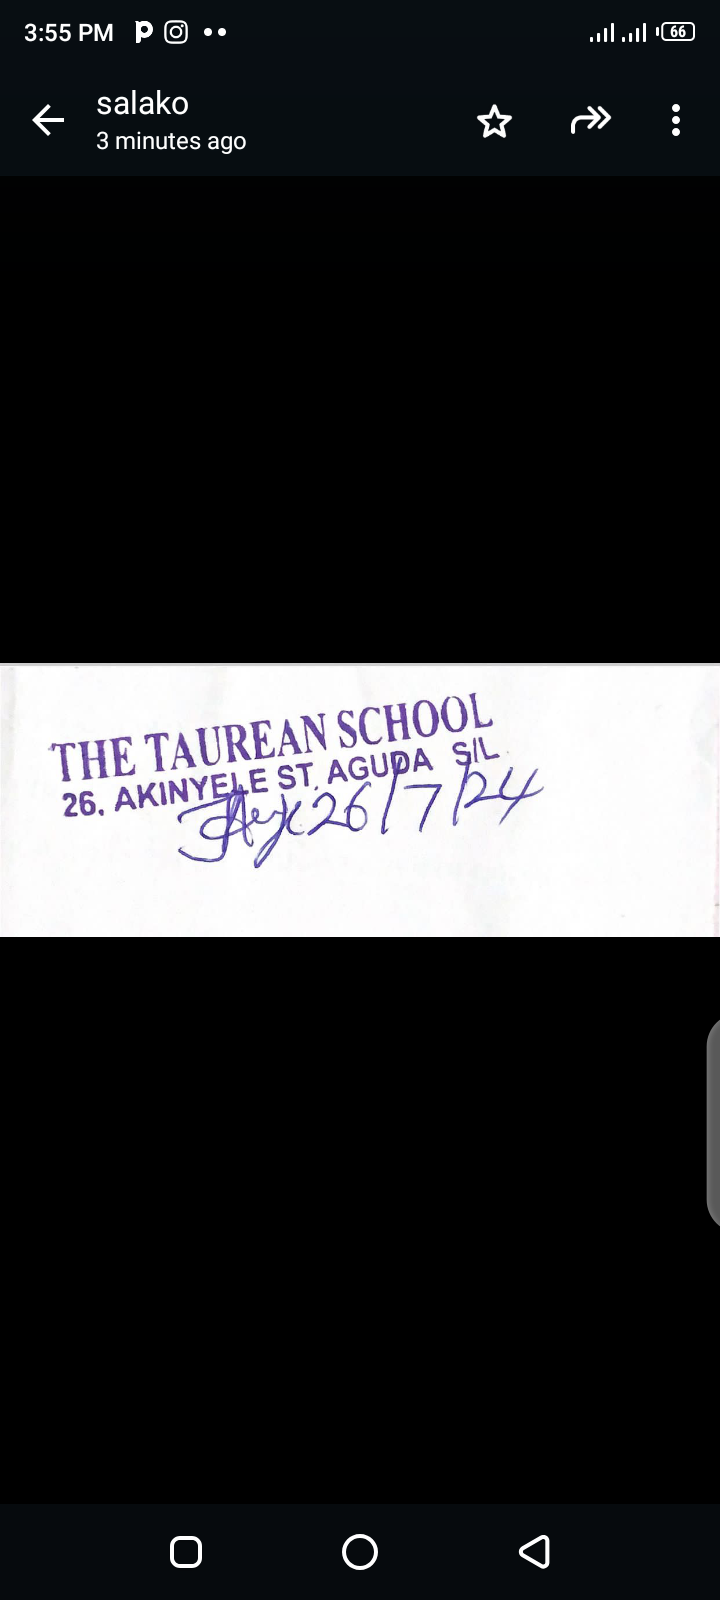 3:55 PM
66
salako
3 minutes ago
THE TAUREAN SCHOOL
26, AKINYELE ST. AGUDA S/L
26/7/24